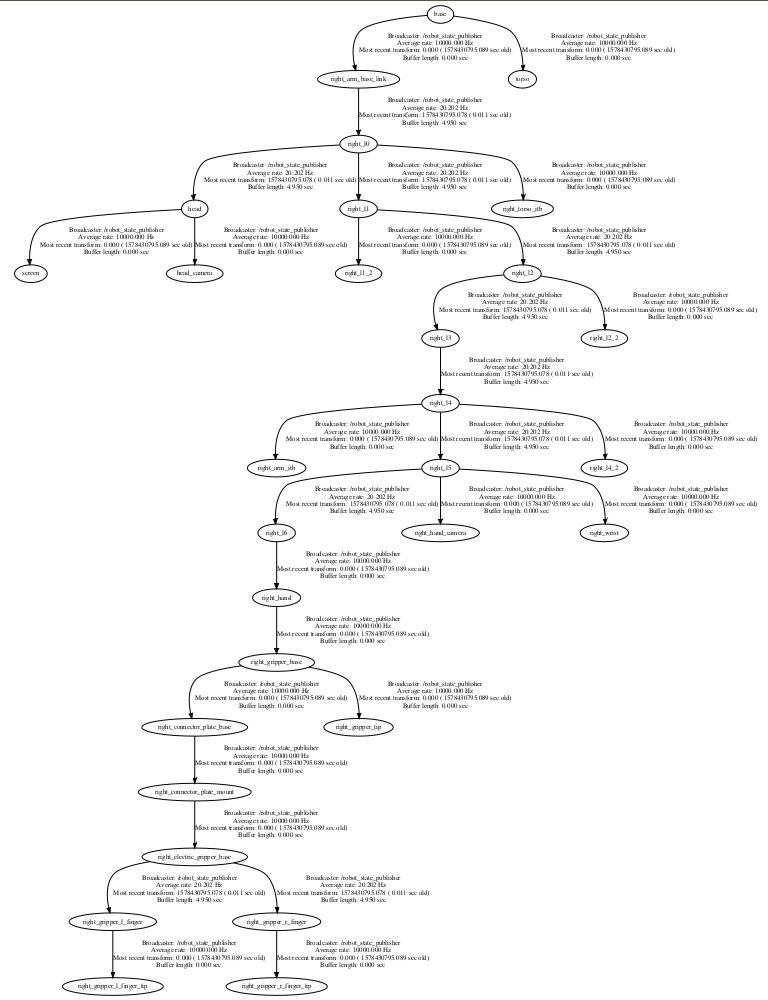 base
Broadcaster: /robot_state_publisher
Average rate: 10000.000 Hz
Most recent transform: 0.000 ( 1578430795.089 sec old)
Buffer length: 0.000 sec
Broadcaster: /robot_state_publisher
Average rate: 10000.000 Hz
Most recent transform: 0.000 ( 1578430795.089 sec old)
Buffer length: 0.000 sec
right_arm_base_link
torso
Broadcaster: /robot_state_publisher
Average rate: 20.202 Hz
Most recent transform: 1578430795.078 ( 0.011 sec old)
Buffer length: 4.950 sec
right_l0
Broadcaster: /robot_state_publisher
Average rate: 20.202 Hz
Most recent transform: 1578430795.078 ( 0.011 sec old)
Buffer length: 4.950 sec
Broadcaster: /robot_state_publisher
Average rate: 20.202 Hz
Most recent transform: 1578430795.078 ( 0.011 sec old)
Buffer length: 4.950 sec
Broadcaster: /robot_state_publisher
Average rate: 10000.000 Hz
Most recent transform: 0.000 ( 1578430795.089 sec old)
Buffer length: 0.000 sec
head
right_l1
right_torso_itb
Broadcaster: /robot_state_publisher
Average rate: 10000.000 Hz
Most recent transform: 0.000 ( 1578430795.089 sec old)
Buffer length: 0.000 sec
Broadcaster: /robot_state_publisher
Average rate: 10000.000 Hz
Most recent transform: 0.000 ( 1578430795.089 sec old)
Buffer length: 0.000 sec
Broadcaster: /robot_state_publisher
Average rate: 10000.000 Hz
Most recent transform: 0.000 ( 1578430795.089 sec old)
Buffer length: 0.000 sec
Broadcaster: /robot_state_publisher
Average rate: 20.202 Hz
Most recent transform: 1578430795.078 ( 0.011 sec old)
Buffer length: 4.950 sec
screen
head_camera
right_l1_2
right_l2
Broadcaster: /robot_state_publisher
Average rate: 20.202 Hz
Most recent transform: 1578430795.078 ( 0.011 sec old)
Buffer length: 4.950 sec
Broadcaster: /robot_state_publisher
Average rate: 10000.000 Hz
Most recent transform: 0.000 ( 1578430795.089 sec old)
Buffer length: 0.000 sec
right_l3
right_l2_2
Broadcaster: /robot_state_publisher
Average rate: 20.202 Hz
Most recent transform: 1578430795.078 ( 0.011 sec old)
Buffer length: 4.950 sec
right_l4
Broadcaster: /robot_state_publisher
Average rate: 10000.000 Hz
Most recent transform: 0.000 ( 1578430795.089 sec old)
Buffer length: 0.000 sec
Broadcaster: /robot_state_publisher
Average rate: 20.202 Hz
Most recent transform: 1578430795.078 ( 0.011 sec old)
Buffer length: 4.950 sec
Broadcaster: /robot_state_publisher
Average rate: 10000.000 Hz
Most recent transform: 0.000 ( 1578430795.089 sec old)
Buffer length: 0.000 sec
right_arm_itb
right_l5
right_l4_2
Broadcaster: /robot_state_publisher
Average rate: 20.202 Hz
Most recent transform: 1578430795.078 ( 0.011 sec old)
Buffer length: 4.950 sec
Broadcaster: /robot_state_publisher
Average rate: 10000.000 Hz
Most recent transform: 0.000 ( 1578430795.089 sec old)
Buffer length: 0.000 sec
Broadcaster: /robot_state_publisher
Average rate: 10000.000 Hz
Most recent transform: 0.000 ( 1578430795.089 sec old)
Buffer length: 0.000 sec
right_l6
right_hand_camera
right_wrist
Broadcaster: /robot_state_publisher
Average rate: 10000.000 Hz
Most recent transform: 0.000 ( 1578430795.089 sec old)
Buffer length: 0.000 sec
right_hand
Broadcaster: /robot_state_publisher
Average rate: 10000.000 Hz
Most recent transform: 0.000 ( 1578430795.089 sec old)
Buffer length: 0.000 sec
right_gripper_base
Broadcaster: /robot_state_publisher
Average rate: 10000.000 Hz
Most recent transform: 0.000 ( 1578430795.089 sec old)
Buffer length: 0.000 sec
Broadcaster: /robot_state_publisher
Average rate: 10000.000 Hz
Most recent transform: 0.000 ( 1578430795.089 sec old)
Buffer length: 0.000 sec
right_connector_plate_base
right_gripper_tip
Broadcaster: /robot_state_publisher
Average rate: 10000.000 Hz
Most recent transform: 0.000 ( 1578430795.089 sec old)
Buffer length: 0.000 sec
right_connector_plate_mount
Broadcaster: /robot_state_publisher
Average rate: 10000.000 Hz
Most recent transform: 0.000 ( 1578430795.089 sec old)
Buffer length: 0.000 sec
right_electric_gripper_base
Broadcaster: /robot_state_publisher
Average rate: 20.202 Hz
Most recent transform: 1578430795.078 ( 0.011 sec old)
Buffer length: 4.950 sec
Broadcaster: /robot_state_publisher
Average rate: 20.202 Hz
Most recent transform: 1578430795.078 ( 0.011 sec old)
Buffer length: 4.950 sec
right_gripper_l_finger
right_gripper_r_finger
Broadcaster: /robot_state_publisher
Average rate: 10000.000 Hz
Most recent transform: 0.000 ( 1578430795.089 sec old)
Buffer length: 0.000 sec
Broadcaster: /robot_state_publisher
Average rate: 10000.000 Hz
Most recent transform: 0.000 ( 1578430795.089 sec old)
Buffer length: 0.000 sec
right_gripper_l_finger_tip
right_gripper_r_finger_tip